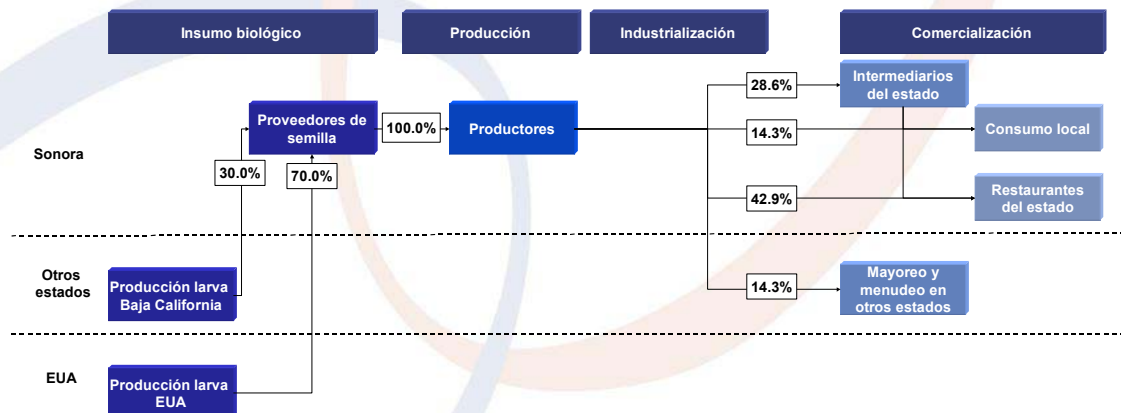 Insumo biológico
Producción
Industrialización
Comercialización
Sonora
Proveedores de
semilla
100.0%
Productores
28.6%
Intermediarios
del estado
14.3%
Consumo local
30.0%
70.0%
42.9%
Restaurantes
del estado
Otros
estados
Producción larva
Baja California
14.3%
Mayoreo y
menudeo en
otros estados
EUA
Producción larva
EUA